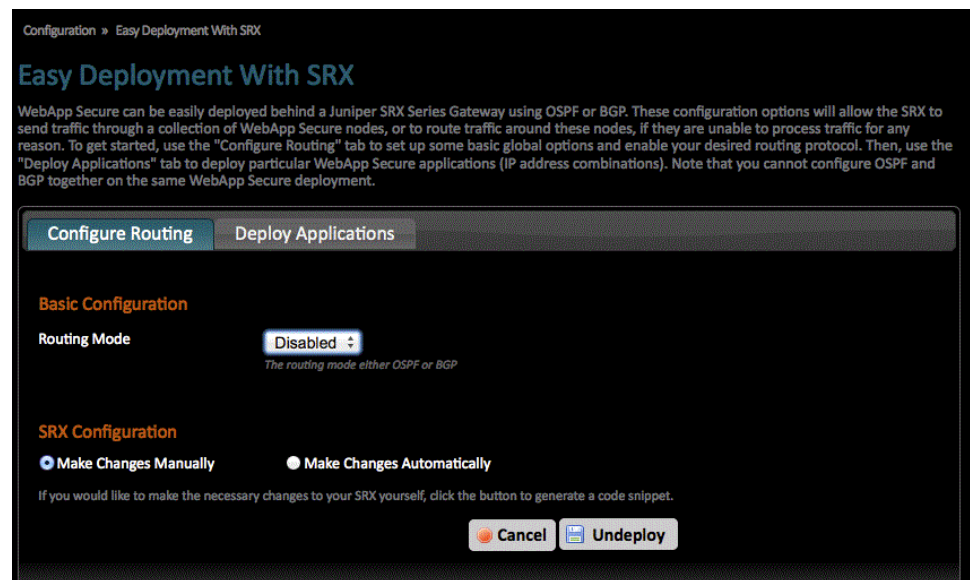 Configuration » Easy Deployment With SRX
Easy Deployment With SRX
WebApp Secure can be easily deployed behind a Juniper SRX Series Gateway using OSPF or BGP. These configuration options will allow the SRX to
send traffic through a collection of WebApp Secure nodes, or to route traffic around these nodes, if they are unable to process traffic for any
reason. To get started, use the "Configure Routing" tab to set up some basic global options and enable your desired routing protocol. Then, use the
"Deploy Applications" tab to deploy particular WebApp Secure applications (IP address combinations). Note that you cannot configure OSPF and
BGP together on the same WebApp Secure deployment.
Configure Routing Deploy Applications
Basic Configuration
Routing Mode Disabled
The routing mode either OSPF or BGP
SRX Configuration
Make Changes Manually Make Changes Automatically
If you would like to make the necessary changes to your SRX yourself, click the button to generate a code snippet.
Cancel Undeploy